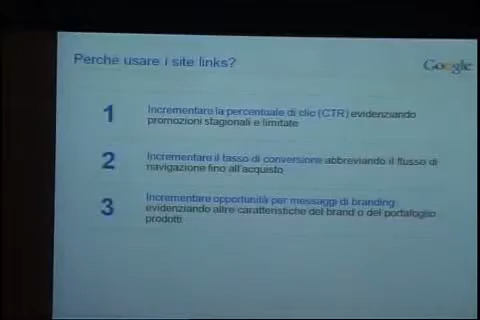 Perche usare i site links?
Google
1
Incrementare la percentuale di clic (CTR) evidenziando
promozioni stagionali e limitate
2
Incrementare il tasso di conversione abbreviando il flusso di
navigazione fino all'acquisto
3
Incrementare opportunità per messaggi di branding
evidenziando altre caratteristiche del brand o del portafoglio
prodotti